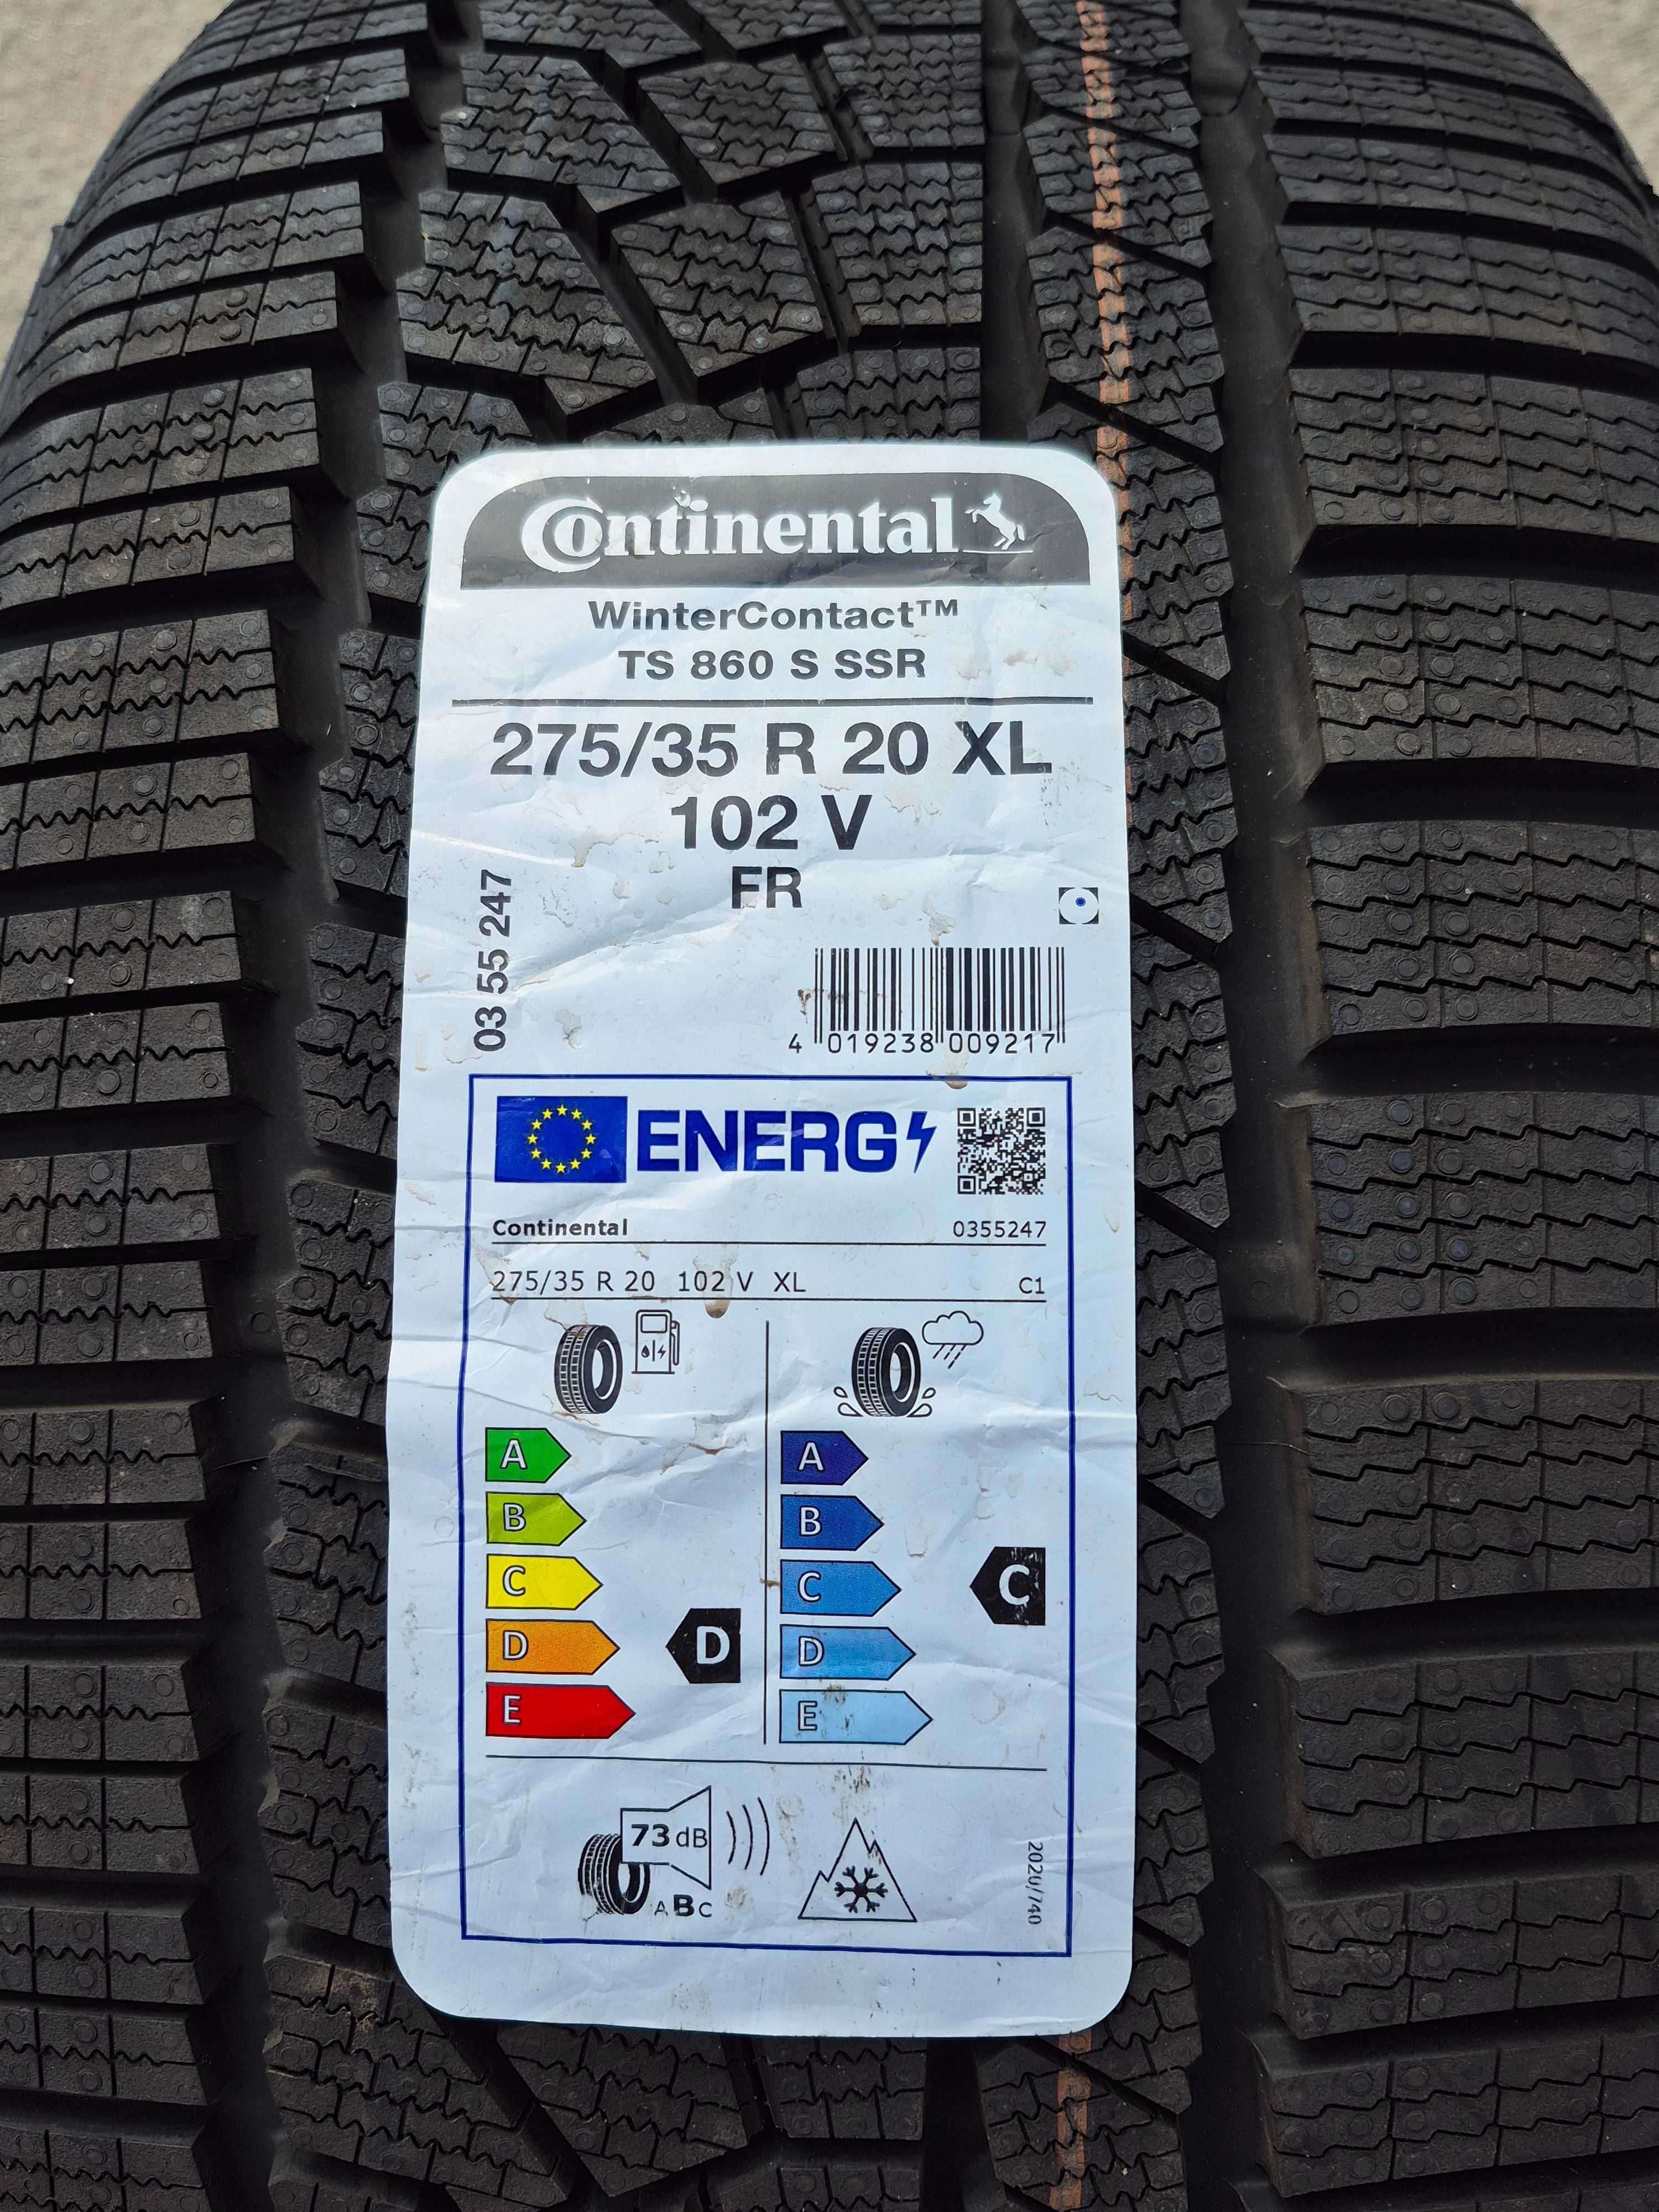 Continental
WinterContact™
TS 860 S SSR
275/35 R 20 XL
102 V
FR
03 55 247
4 019238 009217
ENERG
Continental 0355247
275/35 R 20 102 V XL C1
A A
B B
C C C
D D D
E E
73 dB
ABC
2020/740